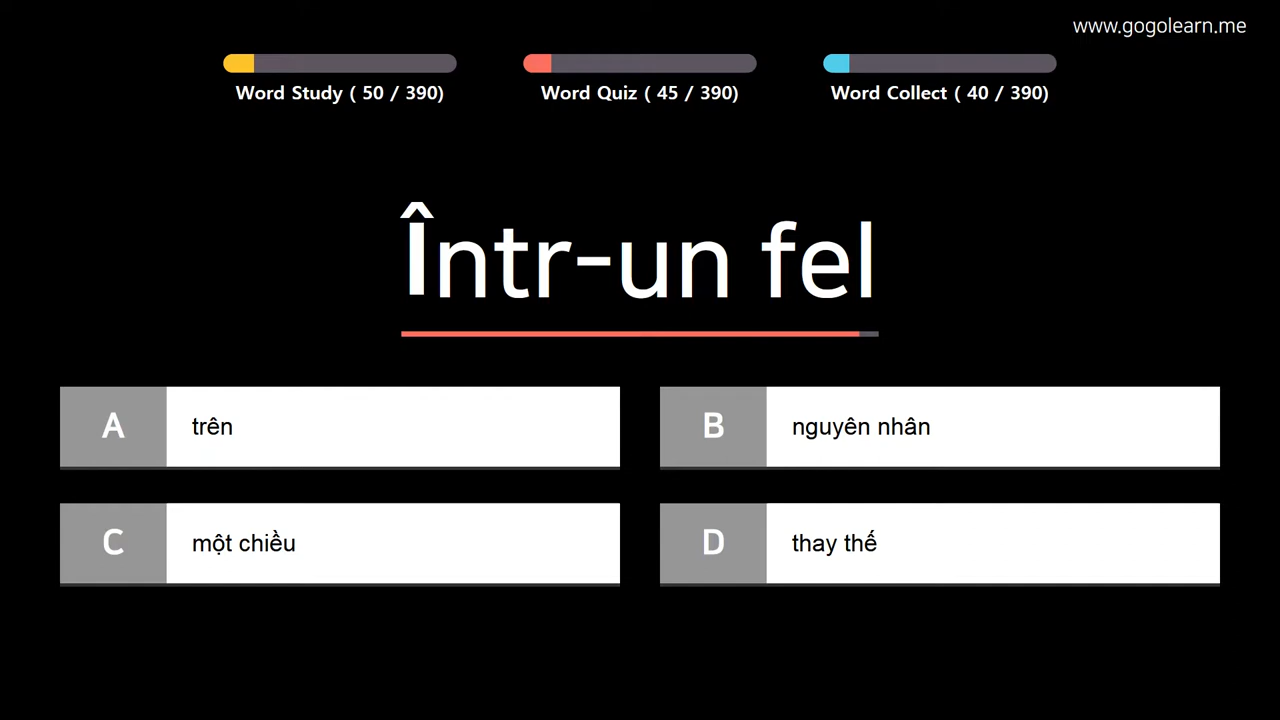 www.gogolearn.me
Word Study ( 50 / 390)
Word Quiz ( 45 / 390)
Word Collect ( 40 / 390)
Într-un fel
A trên
B nguyên nhân
C một chiều
D thay thế